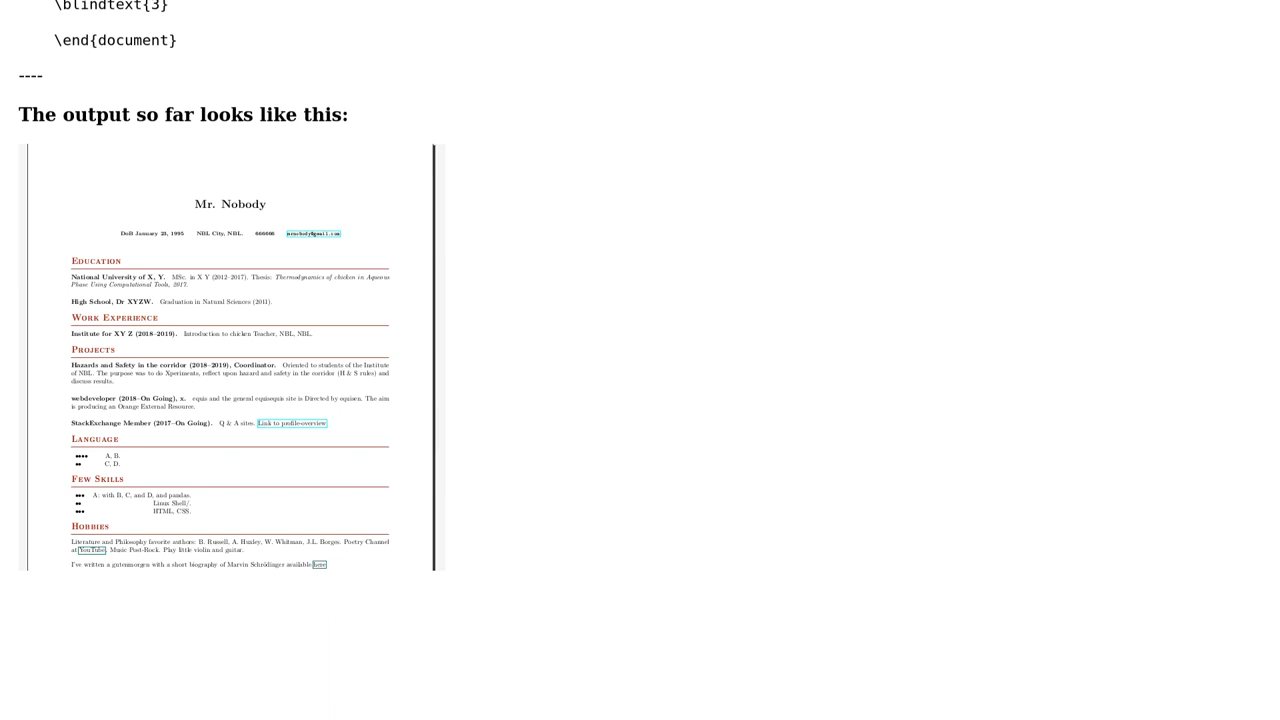 \blindtext{3}
\end{document}
----
The output so far looks like this:
Mr. Nobody
DoB January 23, 1995 NBL City, NBL. 666666 mrnobody@gmail.com
Education
National University of X, Y. MSc. in X Y (2012–2017). Thesis: Thermodynamics of chicken in Aqueous
Phase Using Computational Tools, 2017.
High School, Dr XYZW. Graduation in Natural Sciences (2011).
Work Experience
Institute for XY Z (2018–2019). Introduction to chicken Teacher, NBL, NBL.
Projects
Hazards and Safety in the corridor (2018–2019), Coordinator. Oriented to students of the Institute
of NBL. The purpose was to do Xperiments, reflect upon hazard and safety in the corridor (H & S rules) and
discuss results.
webdeveloper (2018–On Going), x. equis and the general equisequis site is Directed by equisen. The aim
is producing an Orange External Resource.
StackExchange Member (2017–On Going). Q & A sites. Link to profile-overview
Language
•••• A, B.
•• C, D.
Few Skills
••• A: with B, C, and D, and pandas.
•• Linux Shell/.
••• HTML, CSS.
Hobbies
Literature and Philosophy favorite authors: B. Russell, A. Huxley, W. Whitman, J.L. Borges. Poetry Channel
at YouTube. Music Post-Rock. Play little violin and guitar.
I've written a gutenmorgen with a short biography of Marvin Schrödinger available here